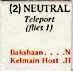 (2) NEUTRAL
Teleport
(flies 1)
Bakshaan. . . .N
Kelmain Host .H